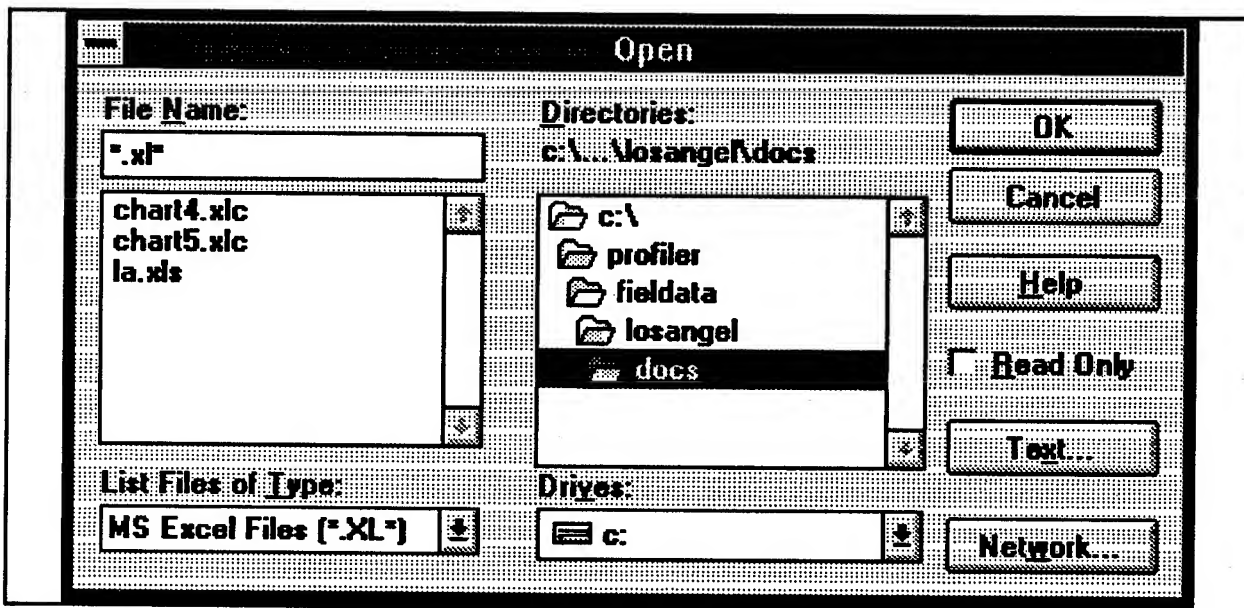 Open
File Name:
*.xl*
chart4.xlc
chart5.xlc
la.xls
List Files of Type:
MS Excel Files (*.XL*)
Directories:
c:\...\losangel\docs
c:\
profiler
fieldata
losangel
docs
Drives:
c:
OK
Cancel
Help
Read Only
Text...
Network...